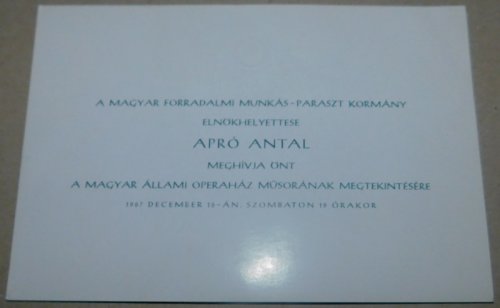 A MAGYAR FORRADALMI MUNKÁS-PARASZT KORMÁNY
ELNÖKHELYETTESE
APRÓ ANTAL
MEGHÍVJA ÖNT
A MAGYAR ÁLLAMI OPERAHÁZ MŰSORÁNAK MEGTEKINTÉSÉRE
1967 DECEMBER 16-ÁN, SZOMBATON 19 ÓRAKOR